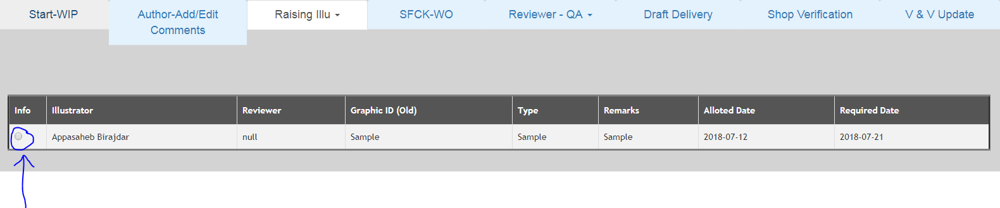 Start-WIP
Author-Add/Edit
Comments
Raising Illu
SFCK-WO
Reviewer - QA
Draft Delivery
Shop Verification
V & V Update
Info Illustrator Reviewer Graphic ID (Old) Type Remarks Alloted Date Required Date
Appasaheb Birajdar null Sample Sample Sample 2018-07-12 2018-07-21